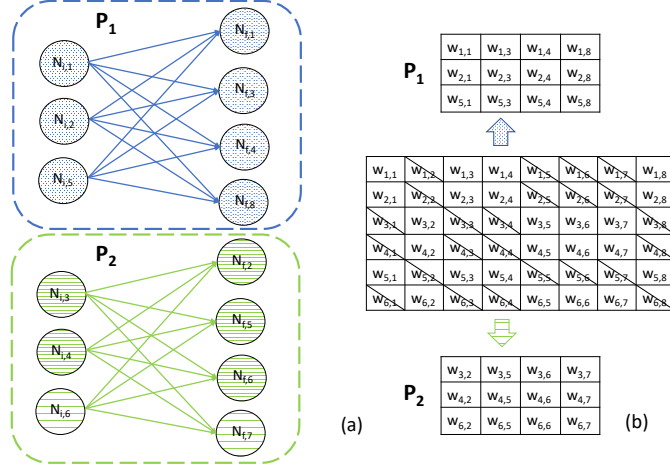 P1
Ni,1
Ni,2
Ni,5
Nf,1
Nf,3
Nf,4
Nf,8
P2
Ni,3
Ni,4
Ni,6
Nf,2
Nf,5
Nf,6
Nf,7
(a)
P1
w1,1 w1,3 w1,4 w1,8
w2,1 w2,3 w2,4 w2,8
w5,1 w5,3 w5,4 w5,8
w1,1 w1,2 w1,3 w1,4 w1,5 w1,6 w1,7 w1,8
w2,1 w2,2 w2,3 w2,4 w2,5 w2,6 w2,7 w2,8
w3,1 w3,2 w3,3 w3,4 w3,5 w3,6 w3,7 w3,8
w4,1 w4,2 w4,3 w4,4 w4,5 w4,6 w4,7 w4,8
w5,1 w5,2 w5,3 w5,4 w5,5 w5,6 w5,7 w5,8
w6,1 w6,2 w6,3 w6,4 w6,5 w6,6 w6,7 w6,8
P2
w3,2 w3,5 w3,6 w3,7
w4,2 w4,5 w4,6 w4,7
w6,2 w6,5 w6,6 w6,7
(b)